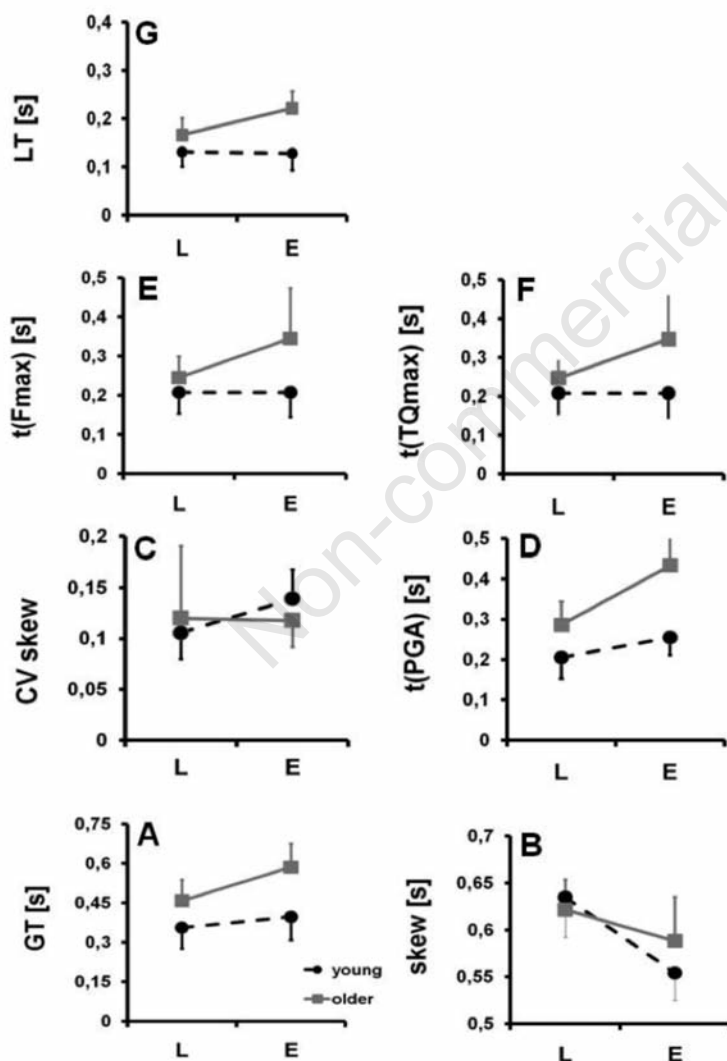 G
LT [s]
0,4
0,3
0,2
0,1
0
L E
E
t(Fmax) [s]
0,5
0,4
0,3
0,2
0,1
0
L E
F
t(TQmax) [s]
0,5
0,4
0,3
0,2
0,1
0
L E
C
CV skew
0,2
0,15
0,1
0,05
0
L E
D
t(PGA) [s]
0,5
0,4
0,3
0,2
0,1
0
L E
A
GT [s]
0,75
0,6
0,45
0,3
0,15
0
L E
young
older
B
skew [s]
0,7
0,65
0,6
0,55
0,5
L E
Non-commercial